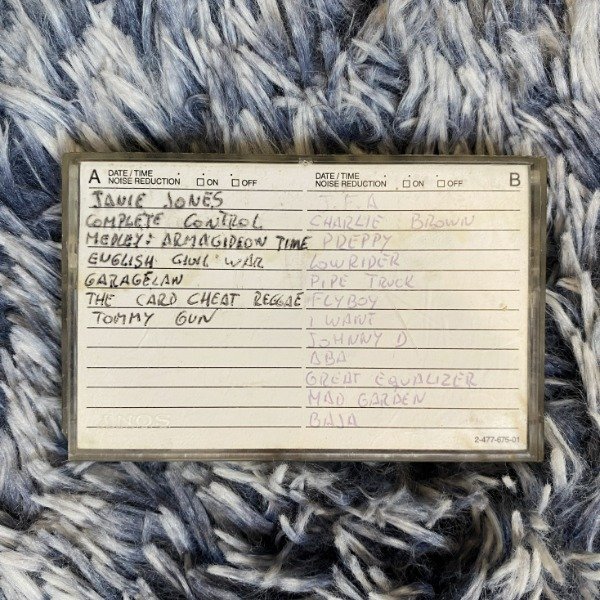 A DATE / TIME NOISE REDUCTION ☐ ON ☐ OFF
JANIE JONES
COMPLETE CONTROL
MEDLEY: ARMAGIDEON TIME
ENGLISH CIVIL WAR
GARAGELAN
THE CARD CHEAT REGGAE
TOMMY GUN
SONY
DATE / TIME NOISE REDUCTION ☐ ON ☐ OFF B
J.F.A
CHARLIE BROWN
PREPPY
LOWRIDER
PIPE TRUCK
FLYBOY
I WANT
JOHNNY D
ABA
GREAT EQUALIZER
MAD GARDEN
BAJA
2-477-675-01